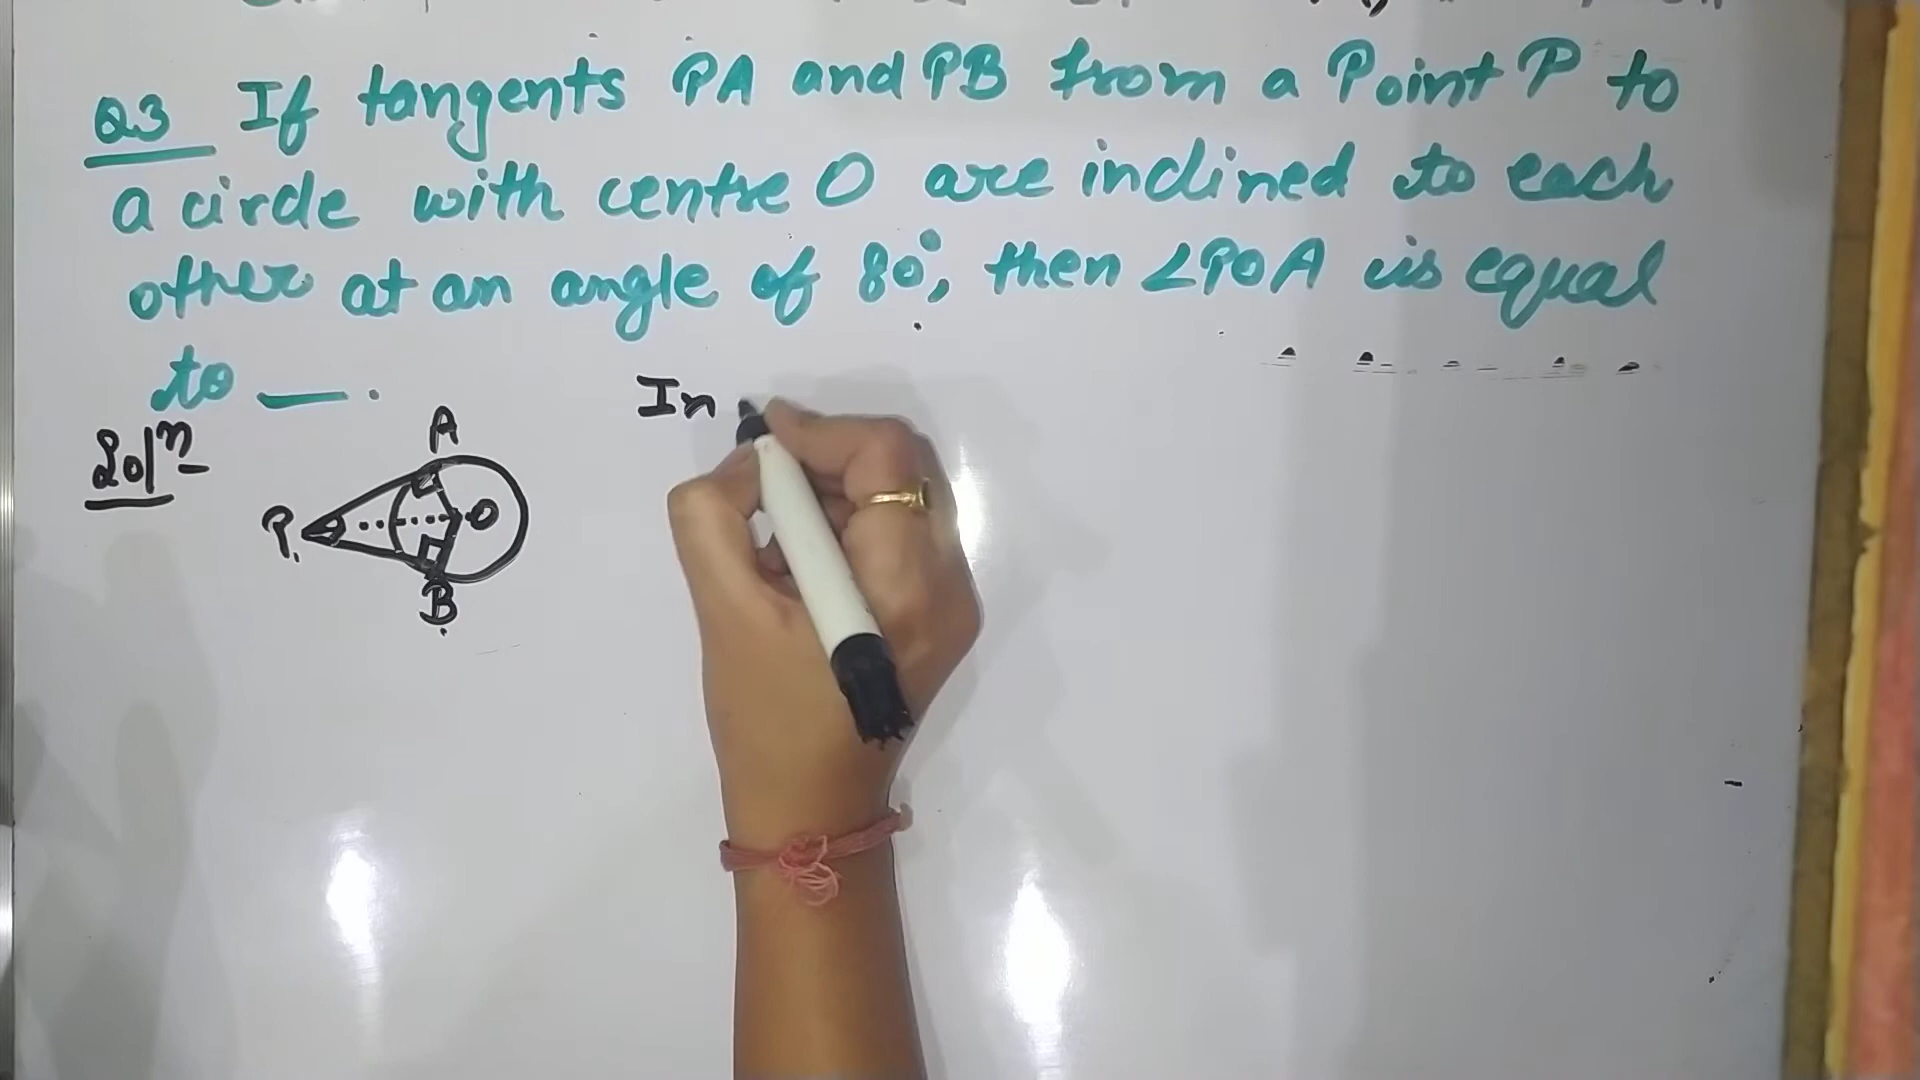 Q3 If tangents PA and PB from a Point P to
a circle with centre O are inclined to each
other at an angle of 80°, then ∠POA is equal
to __.
Solⁿ
In
A
P
O
B